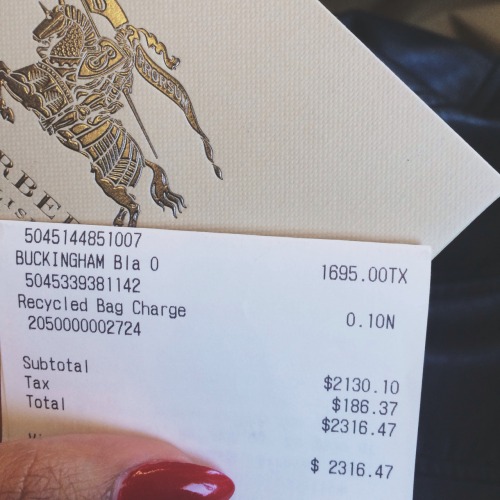 PRORSUM
5045144851007
BUCKINGHAM Bla 0 1695.00TX
5045339381142
Recycled Bag Charge 0.10N
2050000002724
Subtotal $2130.10
Tax $186.37
Total $2316.47
$ 2316.47